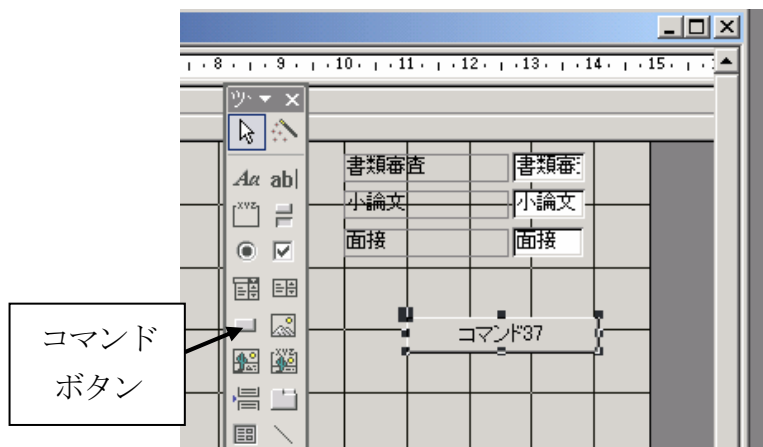 8 9 10 11 12 13 14 15
ツ
Aa ab|
XYZ
XYZ
書類審査 書類審
小論文 小論文
面接 面接
コマンド37
コマンド
ボタン